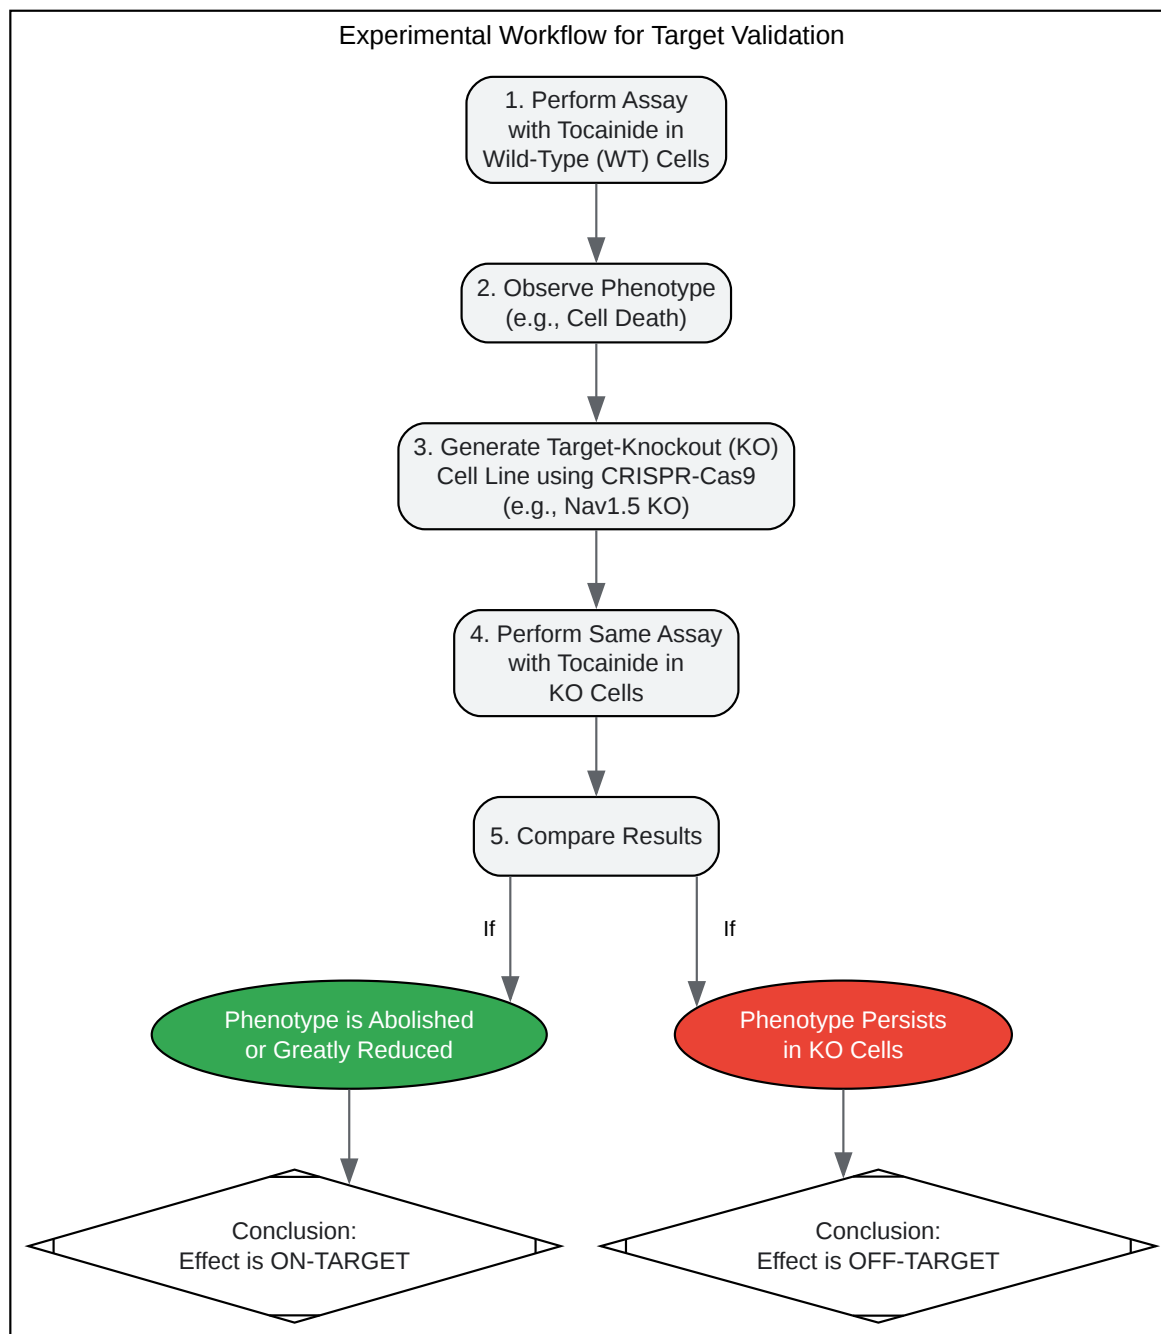 Experimental Workflow for Target Validation
1. Perform Assay
with Tocainide in
Wild-Type (WT) Cells
2. Observe Phenotype
(e.g., Cell Death)
3. Generate Target-Knockout (KO)
Cell Line using CRISPR-Cas9
(e.g., Nav1.5 KO)
4. Perform Same Assay
with Tocainide in
KO Cells
5. Compare Results
If
If
Phenotype is Abolished
or Greatly Reduced
Phenotype Persists
in KO Cells
Conclusion:
Effect is ON-TARGET
Conclusion:
Effect is OFF-TARGET